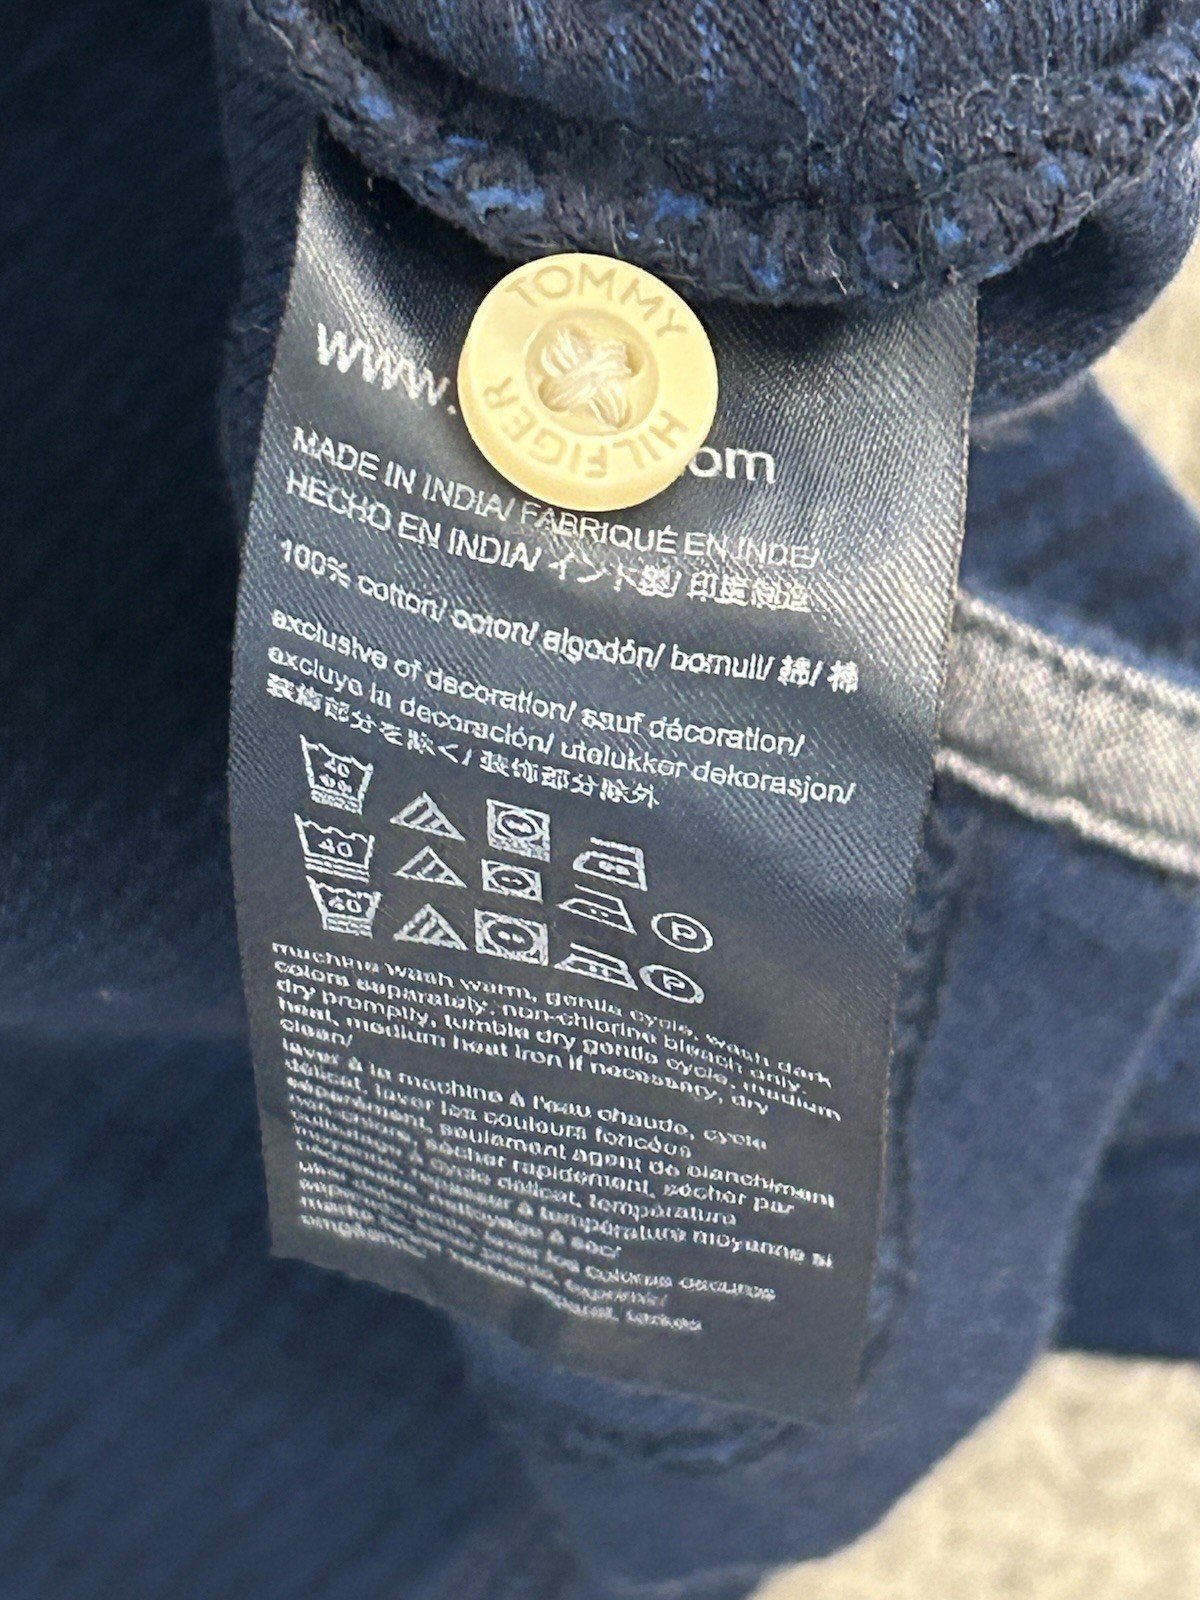 TOMMY HILFIGER
www. om
MADE IN INDIA/ FABRIQUÉ EN INDE/
HECHO EN INDIA/ インド製/ 印度制造
100% cotton/ coton/ algodón/ bomull/ 綿/ 棉
exclusive of decoration/ sauf décoration/
excluye la decoración/ utelukker dekorasjon/
装飾部分を除く/ 装饰部分除外
40
40
P
40
P
machine wash warm, gentle cycle, wash dark
colors separately, non-chlorine bleach only,
dry promptly, tumble dry gentle cycle, medium
heat, medium heat iron if necessary, dry
clean/
laver à la machine à l'eau chaude, cycle
délicat, laver les couleurs foncées
séparément, seulement agent de blanchiment
non-chloré, sécher rapidement, sécher par
culbutage à cycle délicat, température
moyenne, repasser à température moyenne si
nécessaire, nettoyage à sec/